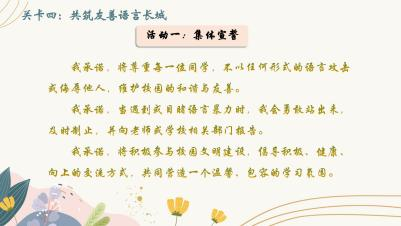 关卡四：共筑友善语言长城
活动一：集体宣誓
我承诺，将尊重每一位同学，不以任何形式的语言攻击
或侮辱他人，维护校园的和谐与友善。
我承诺，当遇到或目睹语言暴力时，我会勇敢站出来，
及时制止，并向老师或学校相关部门报告。
我承诺，将积极参与校园文明建设，倡导积极、健康、
向上的交流方式，共同营造一个温馨、包容的学习氛围。